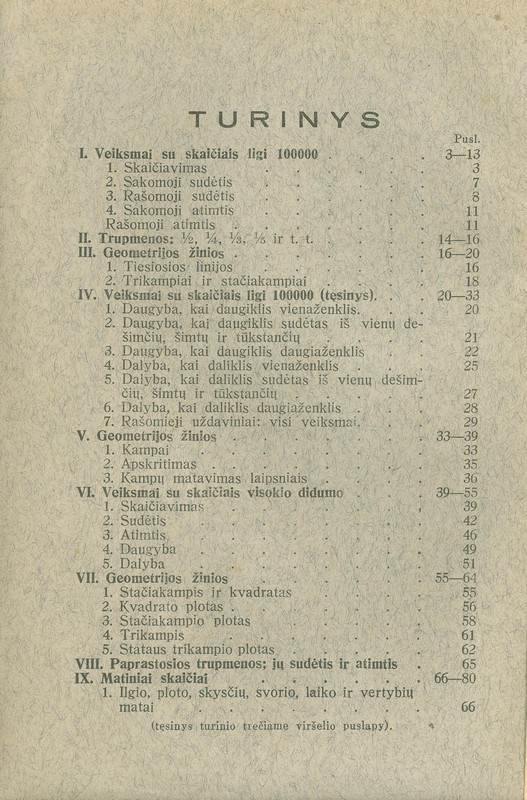 TURINYS
Pusl.
I. Veiksmai su skaičiais ligi 100000 . . . . 3—13
1. Skaičiavimas . . . . . 3
2. Sakomoji sudėtis . . . . . 7
3. Rašomoji sudėtis . . . . . 8
4. Sakomoji atimtis . . . . . 11
Rašomoji atimtis . . . . . . 11
II. Trupmenos: ½, ¼, ⅓, ⅕ ir t. t. . . . . 14—16
III. Geometrijos žinios . . . . . . 16—20
1. Tiesiosios linijos . . . . . 16
2. Trikampiai ir stačiakampiai . . . . 18
IV. Veiksmai su skaičiais ligi 100000 (tęsinys). . . 20—33
1. Daugyba, kai daugiklis vienaženklis. . . 20
2. Daugyba, kai daugiklis sudėtas iš vienų de-
šimčių, šimtų ir tūkstančių . . . . 21
3. Daugyba, kai daugiklis daugiaženklis . . 22
4. Dalyba, kai daliklis vienaženklis . . . 25
5. Dalyba, kai daliklis sudėtas iš vienų dešim-
čių, šimtų ir tūkstančių . . . . . 27
6. Dalyba, kai daliklis daugiaženklis . . . 28
7. Rašomieji uždaviniai: visi veiksmai. . . 29
V. Geometrijos žinios . . . . . . 33—39
1. Kampai . . . . . . . 33
2. Apskritimas . . . . . . . 35
3. Kampų matavimas laipsniais . . . . 36
VI. Veiksmai su skaičiais visokio didumo . . . 39—55
1. Skaičiavimas . . . . . . . 39
2. Sudėtis . . . . . . . 42
3. Atimtis . . . . . . . 46
4. Daugyba . . . . . . . 49
5. Dalyba . . . . . . . 51
VII. Geometrijos žinios . . . . . 55—64
1. Stačiakampis ir kvadratas . . . . 55
2. Kvadrato plotas . . . . . . 56
3. Stačiakampio plotas . . . . . 58
4. Trikampis . . . . . . . 61
5. Stataus trikampio plotas . . . . . 62
VIII. Paprastosios trupmenos; jų sudėtis ir atimtis . 65
IX. Matiniai skaičiai . . . . . . 66—80
1. Ilgio, ploto, skysčių, svorio, laiko ir vertybių
matai . . . . . . . . 66
(tęsinys turinio trečiame viršelio puslapy).